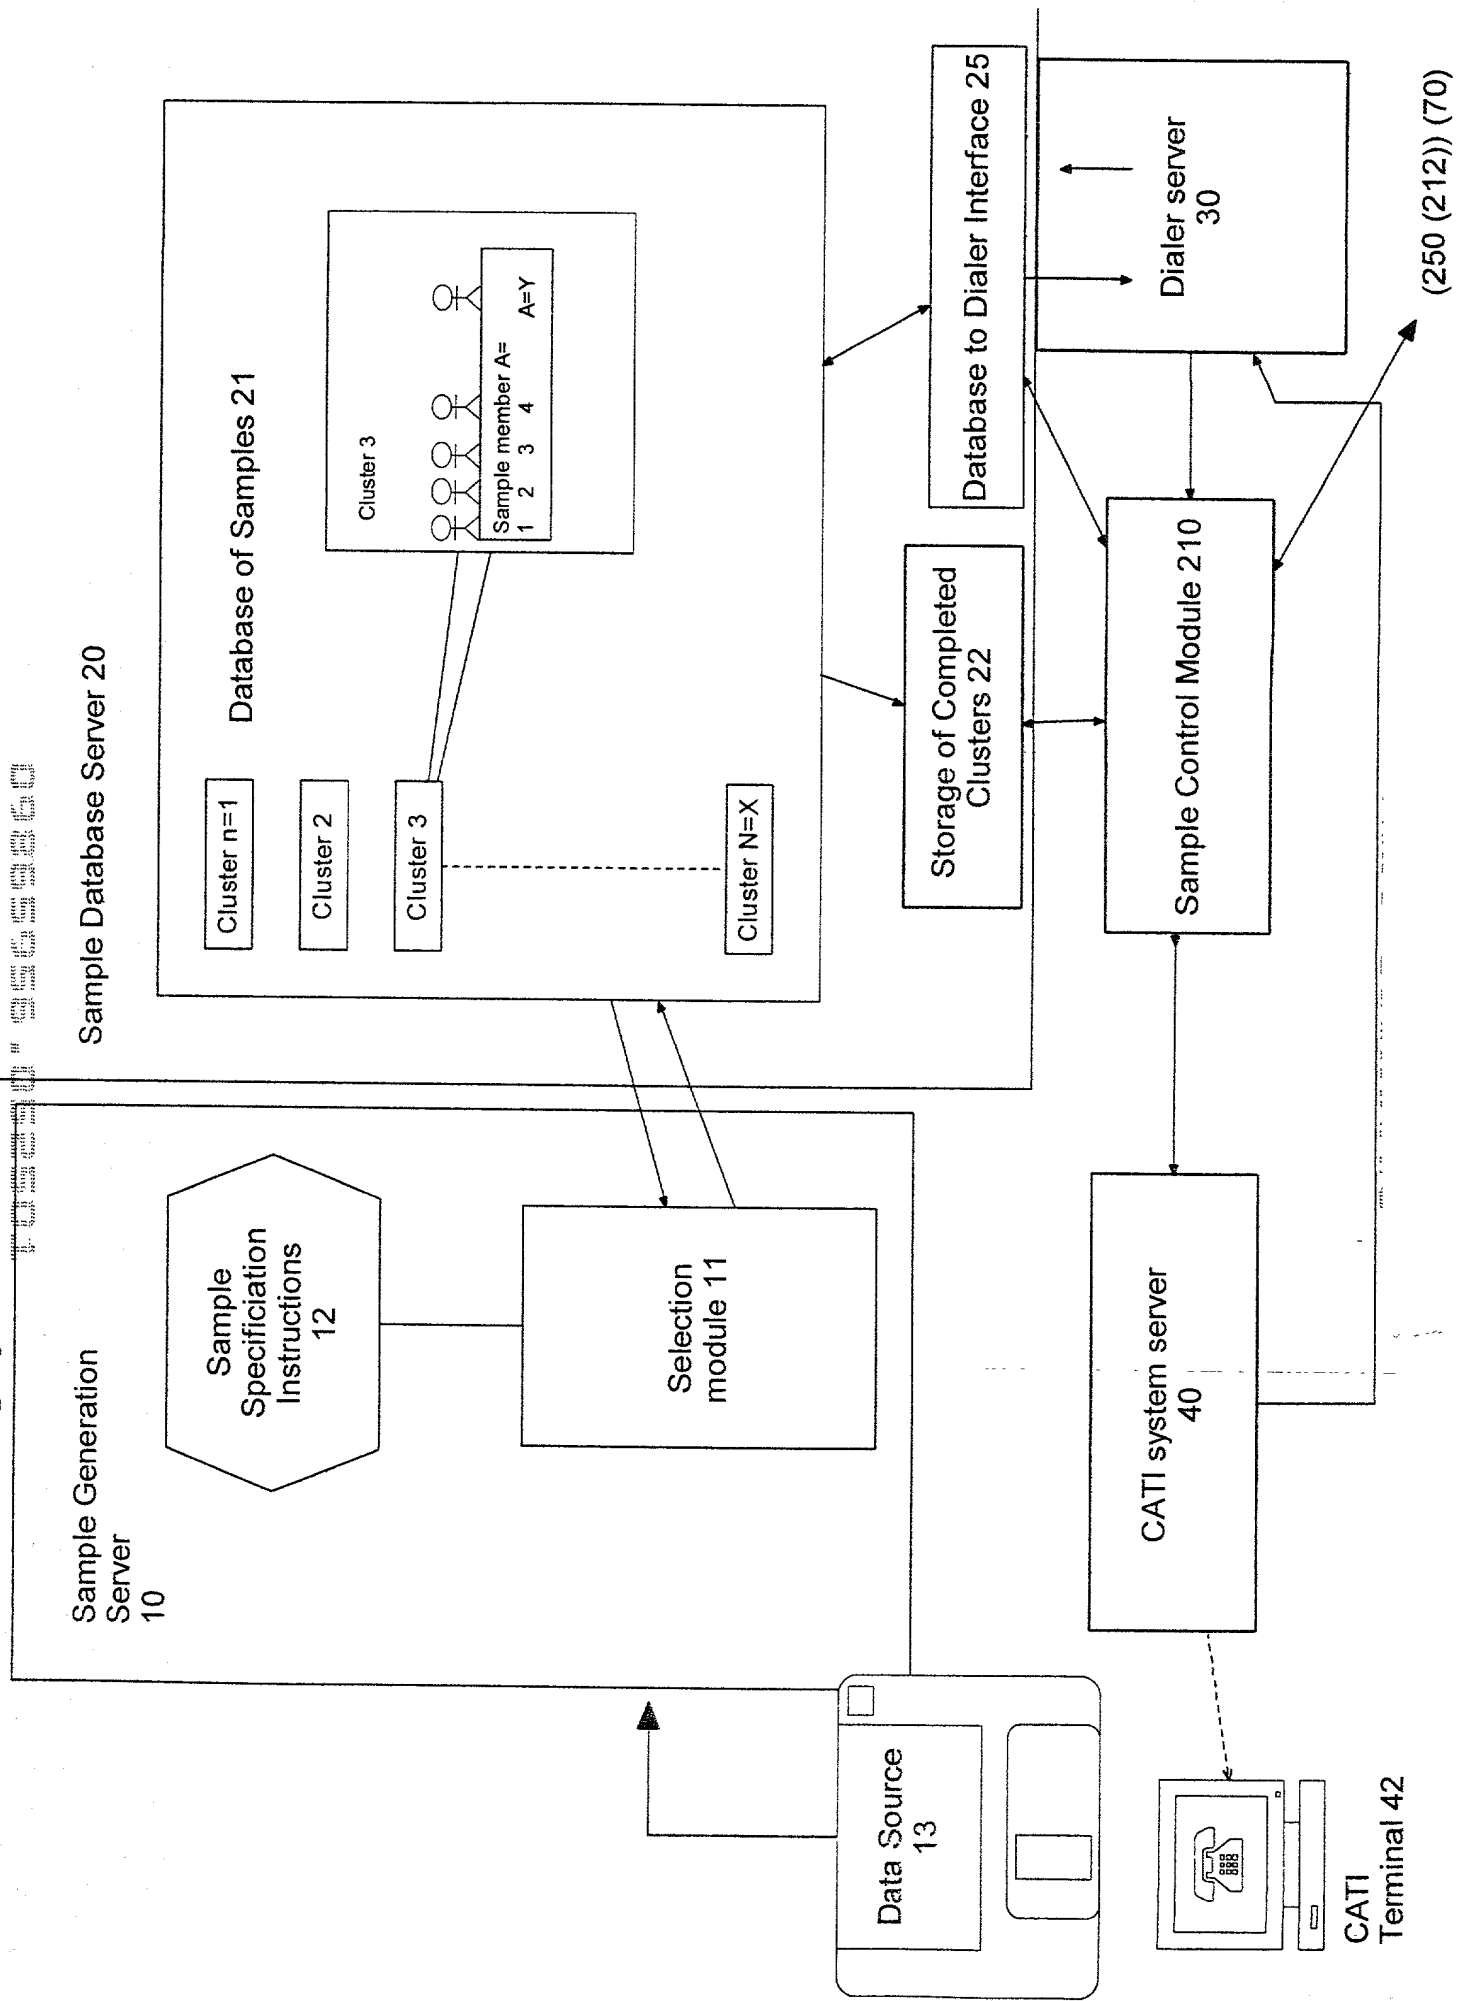 Sample Generation
Server
10
Sample
Specificiation
Instructions
12
Selection
module 11
Data Source
13
Sample Database Server 20
Database of Samples 21
Cluster n=1
Cluster 2
Cluster 3
Cluster N=X
Cluster 3
Sample member A=
1 2 3 4 A=Y
Storage of Completed
Clusters 22
Database to Dialer Interface 25
CATI
Terminal 42
CATI system server
40
Sample Control Module 210
Dialer server
30
(250 (212)) (70)